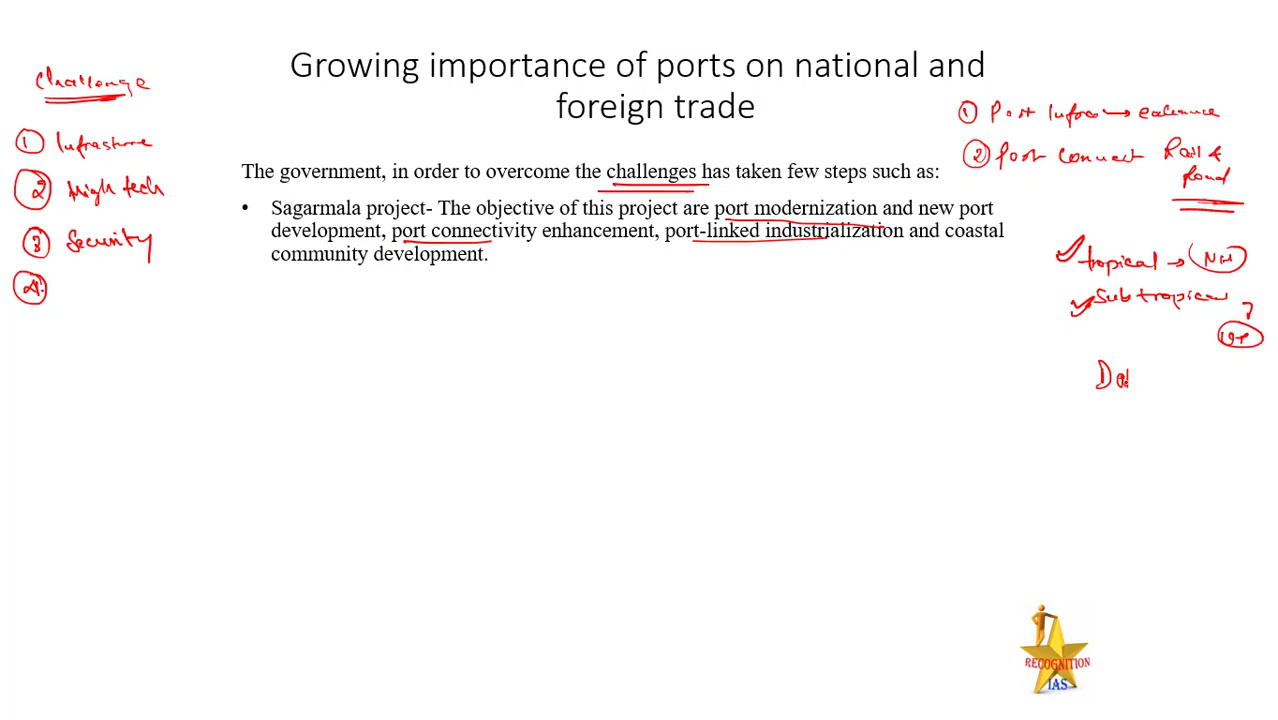 Growing importance of ports on national and
foreign trade
Challenge
① Infrasture
② High tech
③ Security
④
The government, in order to overcome the challenges has taken few steps such as:
• Sagarmala project- The objective of this project are port modernization and new port
development, port connectivity enhancement, port-linked industrialization and coastal
community development.
① Port Infra →
② Port connect Rail &
Road
tropical → NH
Subtropical
RECOGNITION
IAS